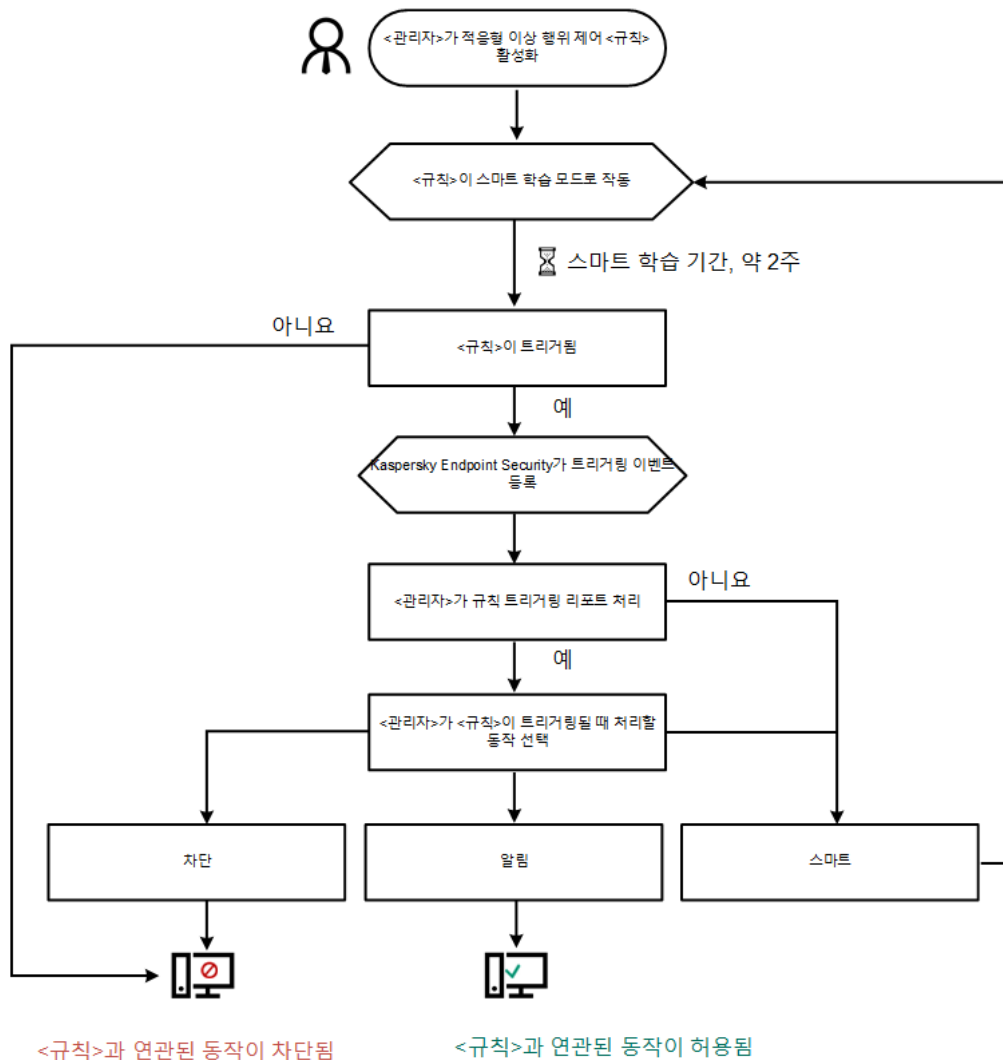 <관리자>가 적응형 이상 행위 제어 <규칙>
활성화
<규칙>이 스마트 학습 모드로 작동
스마트 학습 기간, 약 2주
아니요
<규칙>이 트리거됨
예
Kaspersky Endpoint Security가 트리거링 이벤트
등록
아니요
<관리자>가 규칙 트리거링 리포트 처리
예
<관리자>가 <규칙>이 트리거링될 때 처리할
동작 선택
차단
알림
스마트
<규칙>과 연관된 동작이 차단됨
<규칙>과 연관된 동작이 허용됨